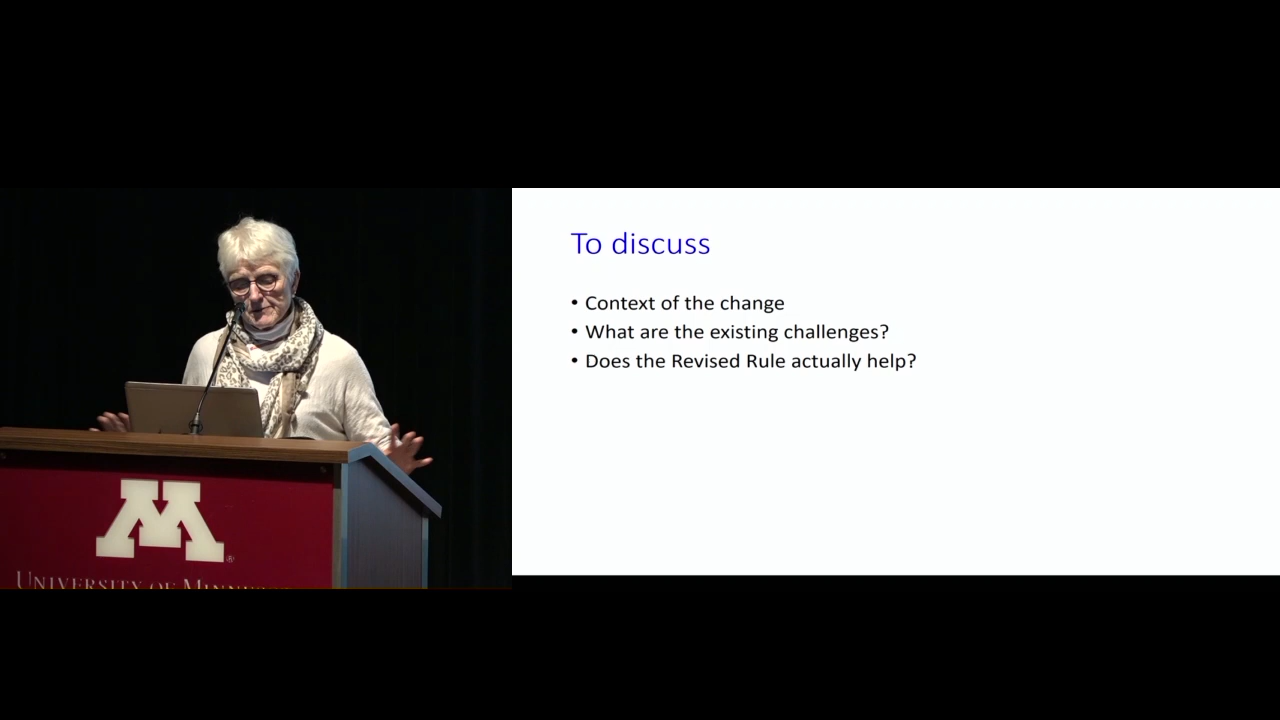 M
UNIVERSITY OF
To discuss
• Context of the change
• What are the existing challenges?
• Does the Revised Rule actually help?